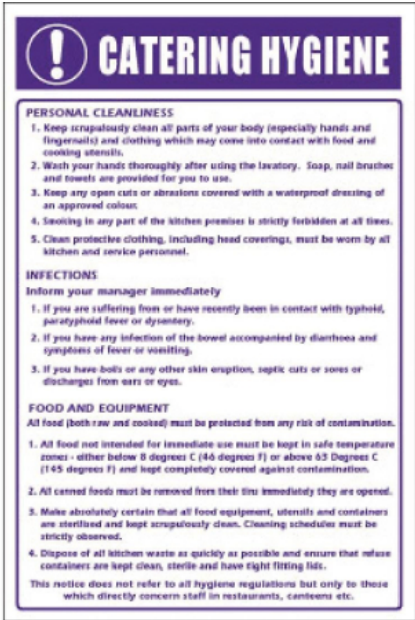 ! CATERING HYGIENE
PERSONAL CLEANLINESS
1. Keep scrupulously clean all parts of your body (especially hands and
fingernails) and clothing which may come into contact with food and
cooking utensils.
2. Wash your hands thoroughly after using the lavatory. Soap, nail brushes
and towels are provided for you to use.
3. Keep any open cuts or abrasions covered with a waterproof dressing of
an approved colour.
4. Smoking in any part of the kitchen premises is strictly forbidden at all times.
5. Clean protective clothing, including head coverings, must be worn by all
kitchen and service personnel.
INFECTIONS
Inform your manager immediately
1. If you are suffering from or have recently been in contact with typhoid,
paratyphoid fever or dysentery.
2. If you have any infection of the bowel accompanied by diarrhoea and
symptoms of fever or vomiting.
3. If you have boils or any other skin eruption, septic cuts or sores or
discharges from ears or eyes.
FOOD AND EQUIPMENT
All food (both raw and cooked) must be protected from any risk of contamination.
1. All food not intended for immediate use must be kept in safe temperature
zones - either below 8 degrees C (46 degrees F) or above 63 Degrees C
(145 degrees F) and kept completely covered against contamination.
2. All canned foods must be removed from their tins immediately they are opened.
3. Make absolutely certain that all food equipment, utensils and containers
are sterilised and kept scrupulously clean. Cleaning schedules must be
strictly observed.
4. Dispose of all kitchen waste as quickly as possible and ensure that refuse
containers are kept clean, sterile and have tight fitting lids.
This notice does not refer to all hygiene regulations but only to those
which directly concern staff in restaurants, canteens etc.